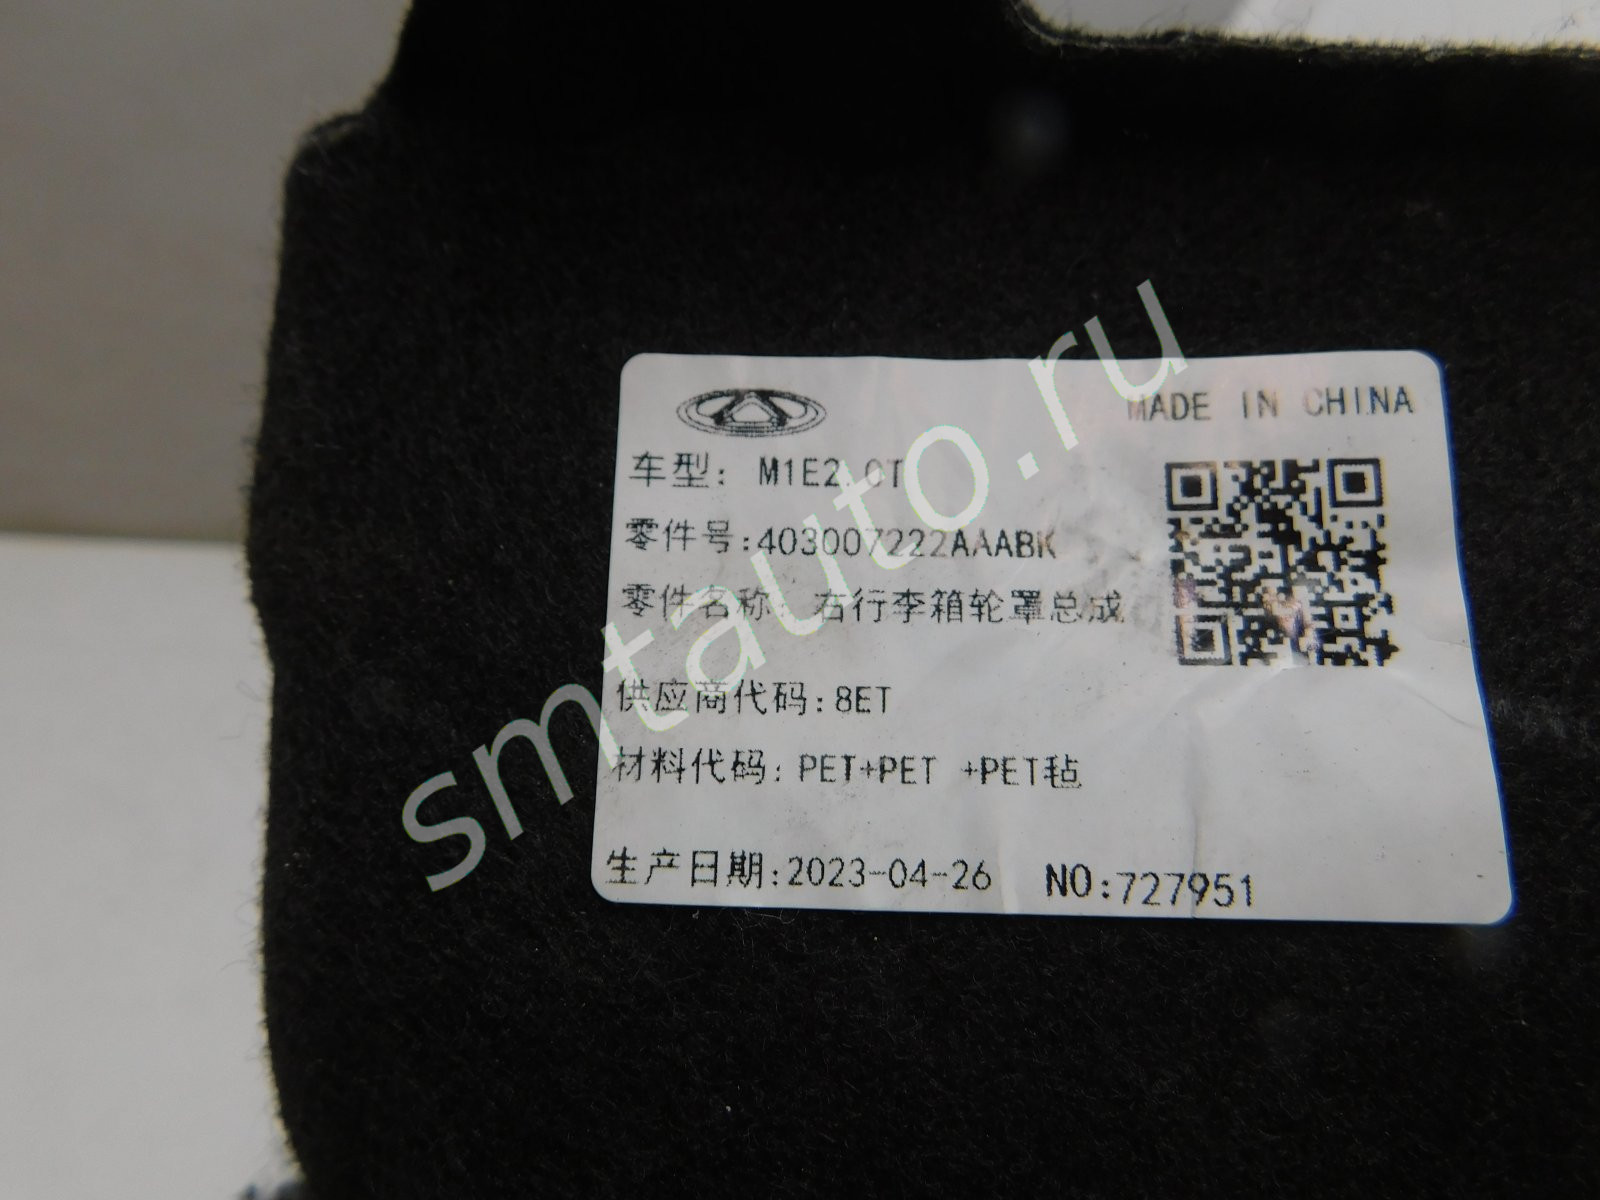 MADE IN CHINA
车型: M1E2.0T
零件号:403007222AAABK
零件名称: 右行李箱轮罩总成
供应商代码:8ET
材料代码: PET+PET +PET毡
生产日期:2023-04-26 NO:727951
smtauto.ru